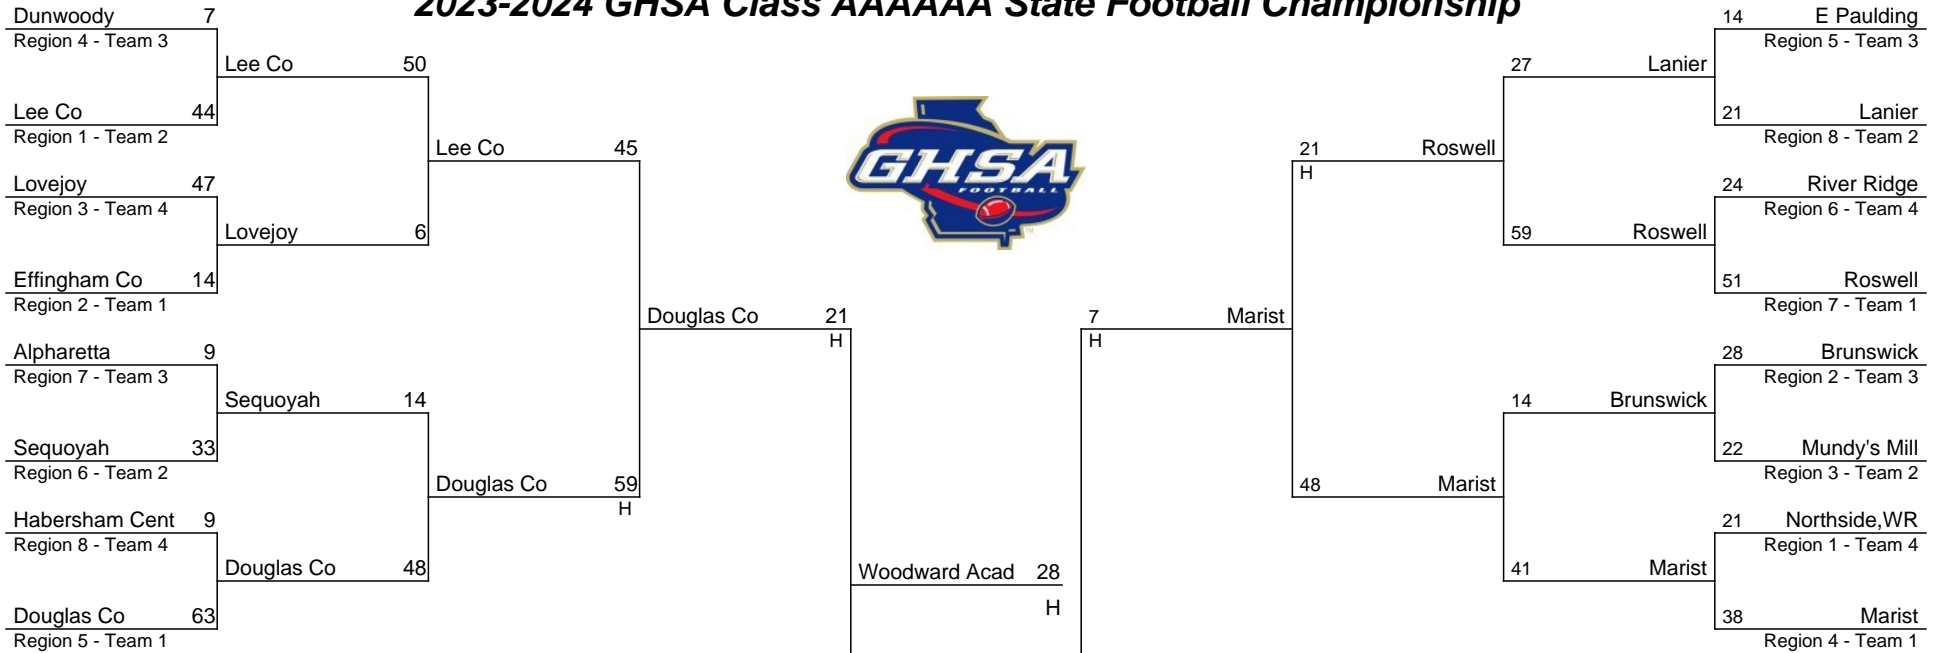 2023-2024 GHSA Class AAAAAA State Football Championship
Dunwoody 7
Region 4 - Team 3
Lee Co 50
Lee Co 44
Region 1 - Team 2
Lee Co 45
Lovejoy 47
Region 3 - Team 4
Lovejoy 6
Effingham Co 14
Region 2 - Team 1
Douglas Co 21
H
Alpharetta 9
Region 7 - Team 3
Sequoyah 14
Sequoyah 33
Region 6 - Team 2
Douglas Co 59
H
Habersham Cent 9
Region 8 - Team 4
Douglas Co 48
Douglas Co 63
Region 5 - Team 1
GHSA
FOOTBALL
TM
Woodward Acad 28
H
14 E Paulding
Region 5 - Team 3
27 Lanier
21 Lanier
Region 8 - Team 2
21 Roswell
H
24 River Ridge
Region 6 - Team 4
59 Roswell
51 Roswell
Region 7 - Team 1
7 Marist
H
28 Brunswick
Region 2 - Team 3
14 Brunswick
22 Mundy's Mill
Region 3 - Team 2
48 Marist
21 Northside,WR
Region 1 - Team 4
41 Marist
38 Marist
Region 4 - Team 1